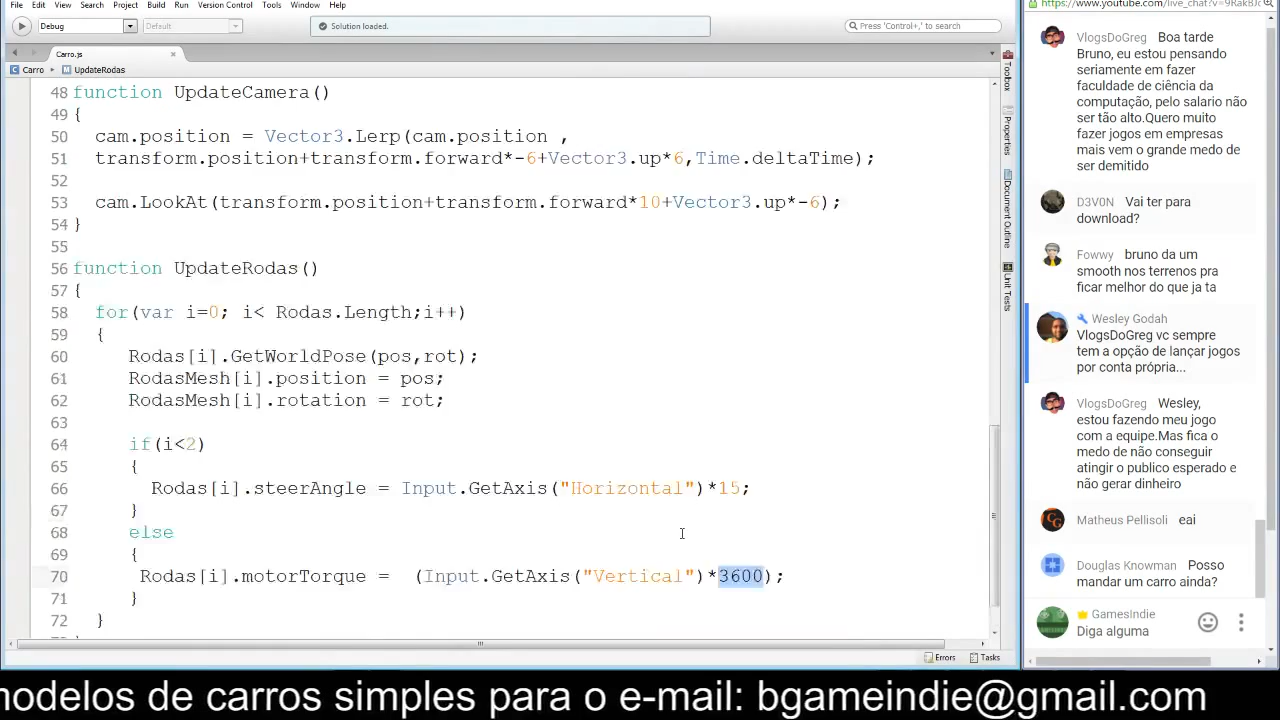 File Edit View Search Project Build Run Version Control Tools Window Help
Debug Default Solution loaded. Press 'Control+,' to search
Carro.js
Carro UpdateRodas
48 function UpdateCamera()
49 {
50 cam.position = Vector3.Lerp(cam.position ,
51 transform.position+transform.forward*-6+Vector3.up*6,Time.deltaTime);
52
53 cam.LookAt(transform.position+transform.forward*10+Vector3.up*-6);
54 }
55
56 function UpdateRodas()
57 {
58 for(var i=0; i< Rodas.Length;i++)
59 {
60 Rodas[i].GetWorldPose(pos,rot);
61 RodasMesh[i].position = pos;
62 RodasMesh[i].rotation = rot;
63
64 if(i<2)
65 {
66 Rodas[i].steerAngle = Input.GetAxis("Horizontal")*15;
67 }
68 else
69 {
70 Rodas[i].motorTorque = (Input.GetAxis("Vertical")*3600);
71 }
72 }
Errors Tasks
Toolbox
Properties
Document Outline
Unit Tests
VlogsDoGreg Boa tarde
Bruno, eu estou pensando
seriamente em fazer
faculdade de ciência da
computação, pelo salario não
ser tão alto.Quero muito
fazer jogos em empresas
mais vem o grande medo de
ser demitido
D3V0N Vai ter para
download?
Fowwy bruno da um
smooth nos terrenos pra
ficar melhor do que ja ta
Wesley Godah
VlogsDoGreg vc sempre
tem a opção de lançar jogos
por conta própria...
VlogsDoGreg Wesley,
estou fazendo meu jogo
com a equipe.Mas fica o
medo de não conseguir
atingir o publico esperado e
não gerar dinheiro
Matheus Pellisoli eai
Douglas Knowman Posso
mandar um carro ainda?
GamesIndie
Diga alguma
modelos de carros simples para o e-mail: bgameindie@gmail.com